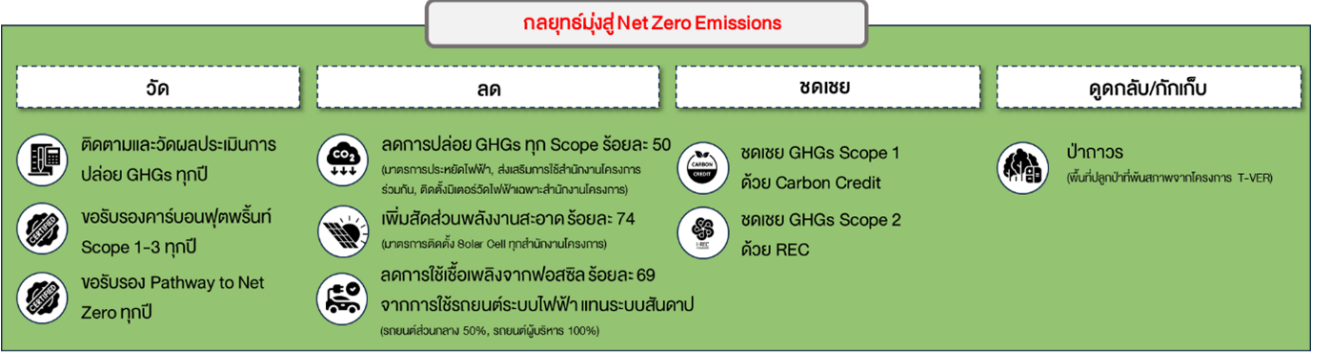 กลยุทธ์มุ่งสู่ Net Zero Emissions
วัด
ติดตามและวัดผลประเมินการ
ปล่อย GHGs ทุกปี
CERTIFIED
ขอรับรองคาร์บอนฟุตพริ้นท์
Scope 1-3 ทุกปี
CERTIFIED
ขอรับรอง Pathway to Net
Zero ทุกปี
ลด
CO₂
ลดการปล่อย GHGs ทุก Scope ร้อยละ 50
(มาตรการประหยัดไฟฟ้า, ส่งเสริมการใช้สำนักงานโครงการ
ร่วมกัน, ติดตั้งมิเตอร์วัดไฟฟ้าเฉพาะสำนักงานโครงการ)
เพิ่มสัดส่วนพลังงานสะอาด ร้อยละ 74
(มาตรการติดตั้ง Solar Cell ทุกสำนักงานโครงการ)
ลดการใช้เชื้อเพลิงจากฟอสซิล ร้อยละ 69
จากการใช้รถยนต์ระบบไฟฟ้า แทนระบบสันดาป
(รถยนต์ส่วนกลาง 50%, รถยนต์ผู้บริหาร 100%)
ชดเชย
CARBON
CREDIT
ชดเชย GHGs Scope 1
ด้วย Carbon Credit
I-REC
ชดเชย GHGs Scope 2
ด้วย REC
ดูดกลับ/กักเก็บ
ป่าถาวร
(พื้นที่ปลูกป่าที่พ้นสภาพจากโครงการ T-VER)